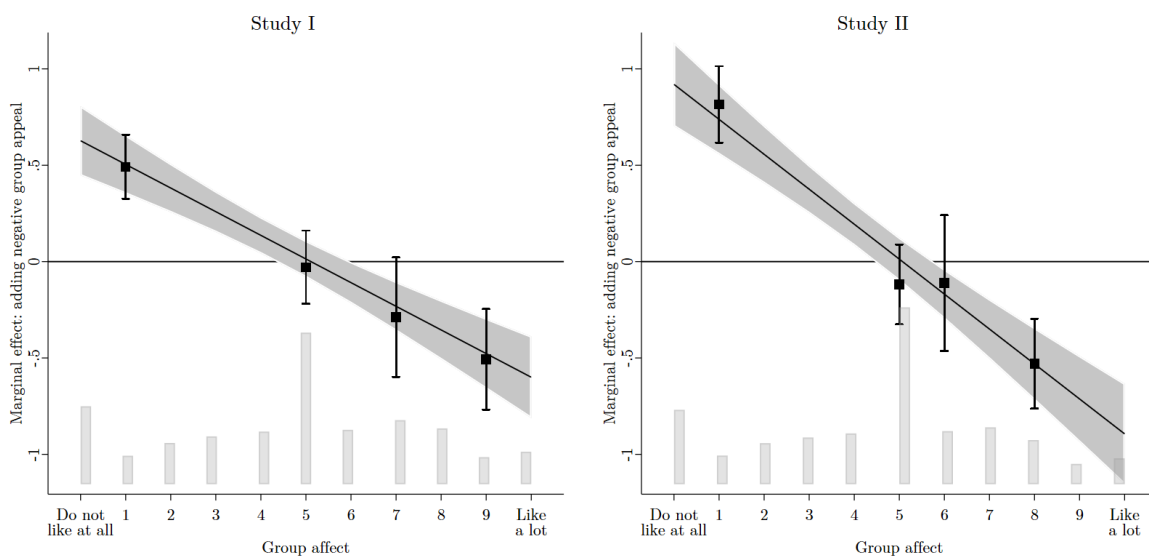 Study I
Marginal effect: adding negative group appeal
1
.5
0
-.5
-1
Do not
like at all
1
2
3
4
5
6
7
8
9
Like
a lot
Group affect
Study II
Marginal effect: adding negative group appeal
1
.5
0
-.5
-1
Do not
like at all
1
2
3
4
5
6
7
8
9
Like
a lot
Group affect